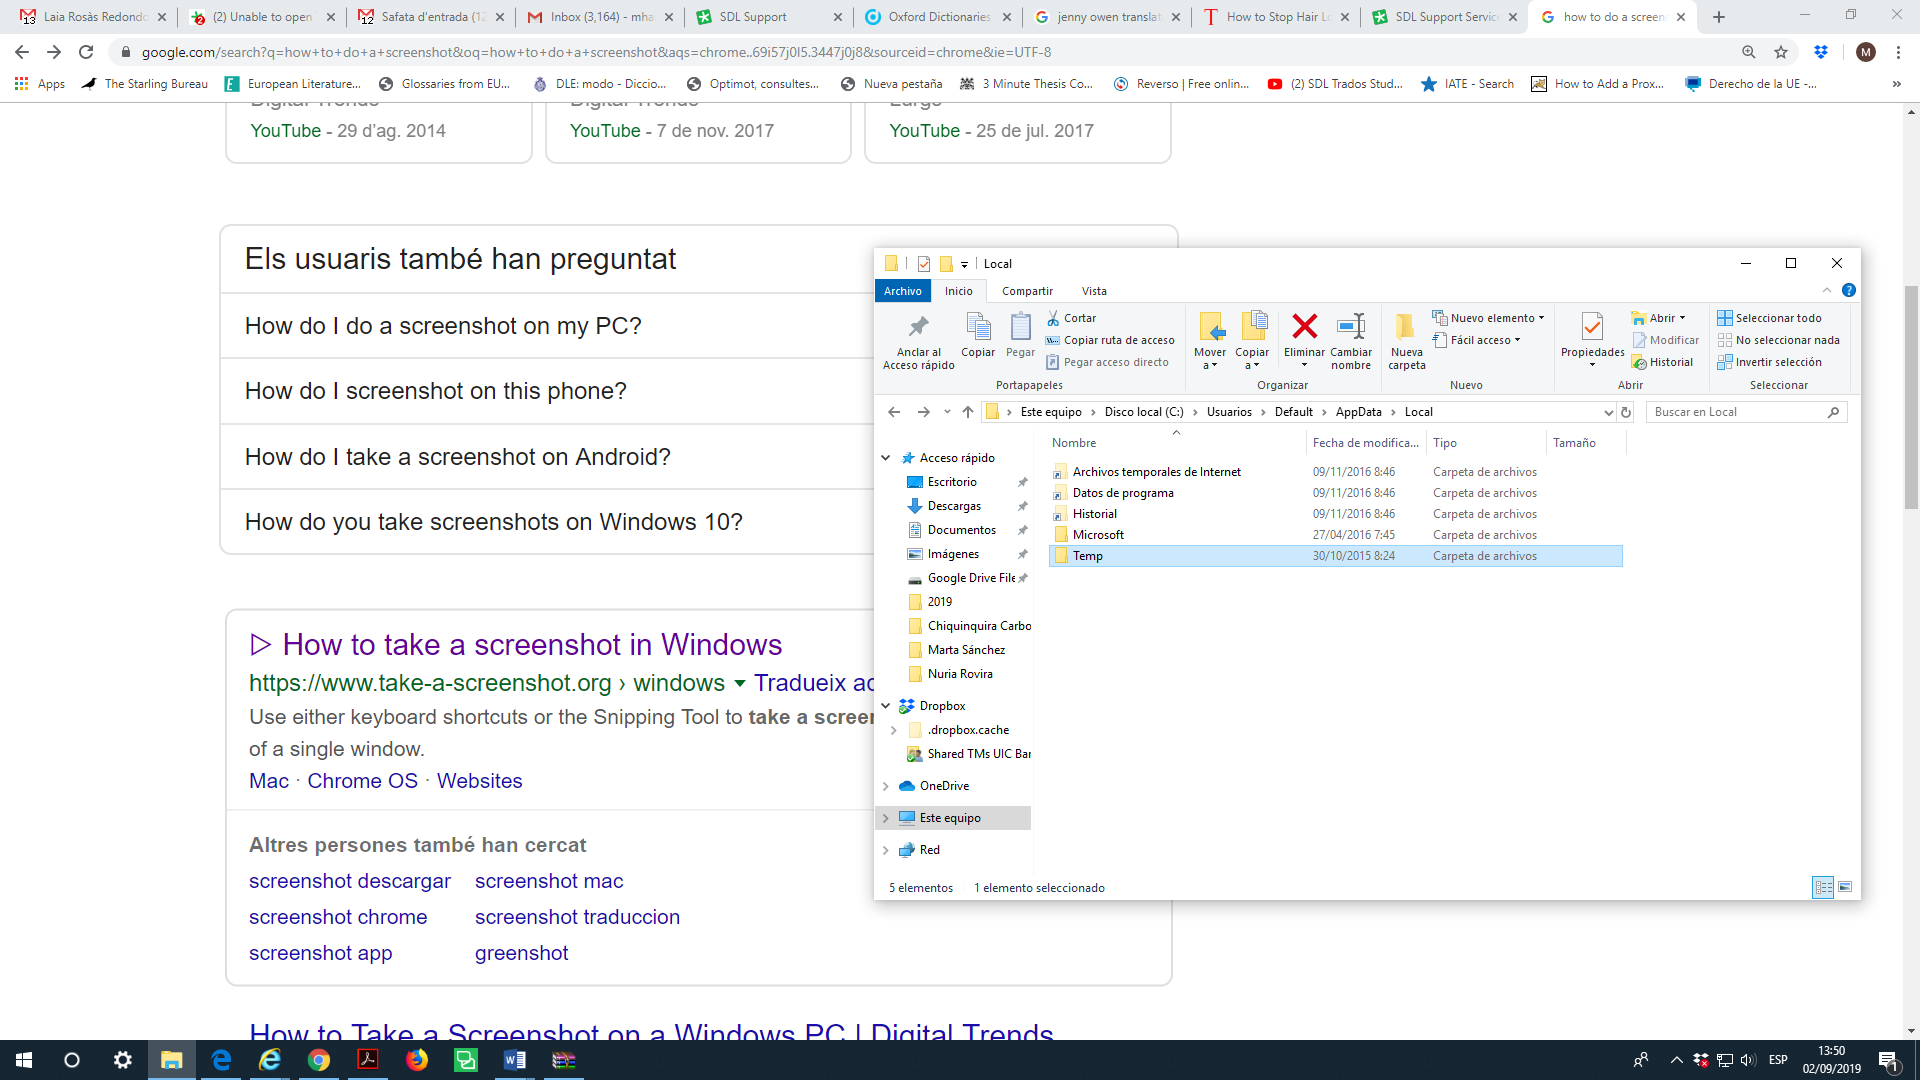 Laia Rosàs Redondo
(2) Unable to open
Safata d'entrada (12
Inbox (3,164) - mha
SDL Support
Oxford Dictionaries
jenny owen translat
How to Stop Hair Lo
SDL Support Service
how to do a screen
google.com/search?q=how+to+do+a+screenshot&oq=how+to+do+a+screenshot&aqs=chrome..69i57j0l5.3447j0j8&sourceid=chrome&ie=UTF-8
M
Apps
The Starling Bureau
European Literature...
Glossaries from EU...
DLE: modo - Diccio...
Optimot, consultes...
Nueva pestaña
3 Minute Thesis Co...
Reverso | Free onlin...
(2) SDL Trados Stud...
IATE - Search
How to Add a Prox...
Derecho de la UE -...
»
Digital Trends
Digital Trends
YouTube - 29 d'ag. 2014
YouTube - 7 de nov. 2017
YouTube - 25 de jul. 2017
Els usuaris també han preguntat
How do I do a screenshot on my PC?
How do I screenshot on this phone?
How do I take a screenshot on Android?
How do you take screenshots on Windows 10?
▷ How to take a screenshot in Windows
https://www.take-a-screenshot.org › windows ▾ Tradueix aq
Use either keyboard shortcuts or the Snipping Tool to take a screen
of a single window.
Mac · Chrome OS · Websites
Altres persones també han cercat
screenshot descargar
screenshot mac
screenshot chrome
screenshot traduccion
screenshot app
greenshot
How to Take a Screenshot on a Windows PC | Digital Trends
Local
Archivo
Inicio
Compartir
Vista
Anclar al
Acceso rápido
Copiar
Pegar
Cortar
Copiar ruta de acceso
Pegar acceso directo
Portapapeles
Mover
a
Copiar
a
Eliminar
Cambiar
nombre
Organizar
Nueva
carpeta
Nuevo elemento
Fácil acceso
Nuevo
Propiedades
Abrir
Modificar
Historial
Abrir
Seleccionar todo
No seleccionar nada
Invertir selección
Seleccionar
Este equipo › Disco local (C:) › Usuarios › Default › AppData › Local
Buscar en Local
Nombre
Fecha de modifica...
Tipo
Tamaño
Archivos temporales de Internet 09/11/2016 8:46 Carpeta de archivos
Datos de programa 09/11/2016 8:46 Carpeta de archivos
Historial 09/11/2016 8:46 Carpeta de archivos
Microsoft 27/04/2016 7:45 Carpeta de archivos
Temp 30/10/2015 8:24 Carpeta de archivos
Acceso rápido
Escritorio
Descargas
Documentos
Imágenes
Google Drive File
2019
Chiquinquira Carbo
Marta Sánchez
Nuria Rovira
Dropbox
.dropbox.cache
Shared TMs UIC Bar
OneDrive
Este equipo
Red
5 elementos
1 elemento seleccionado
ESP
13:50
02/09/2019
1